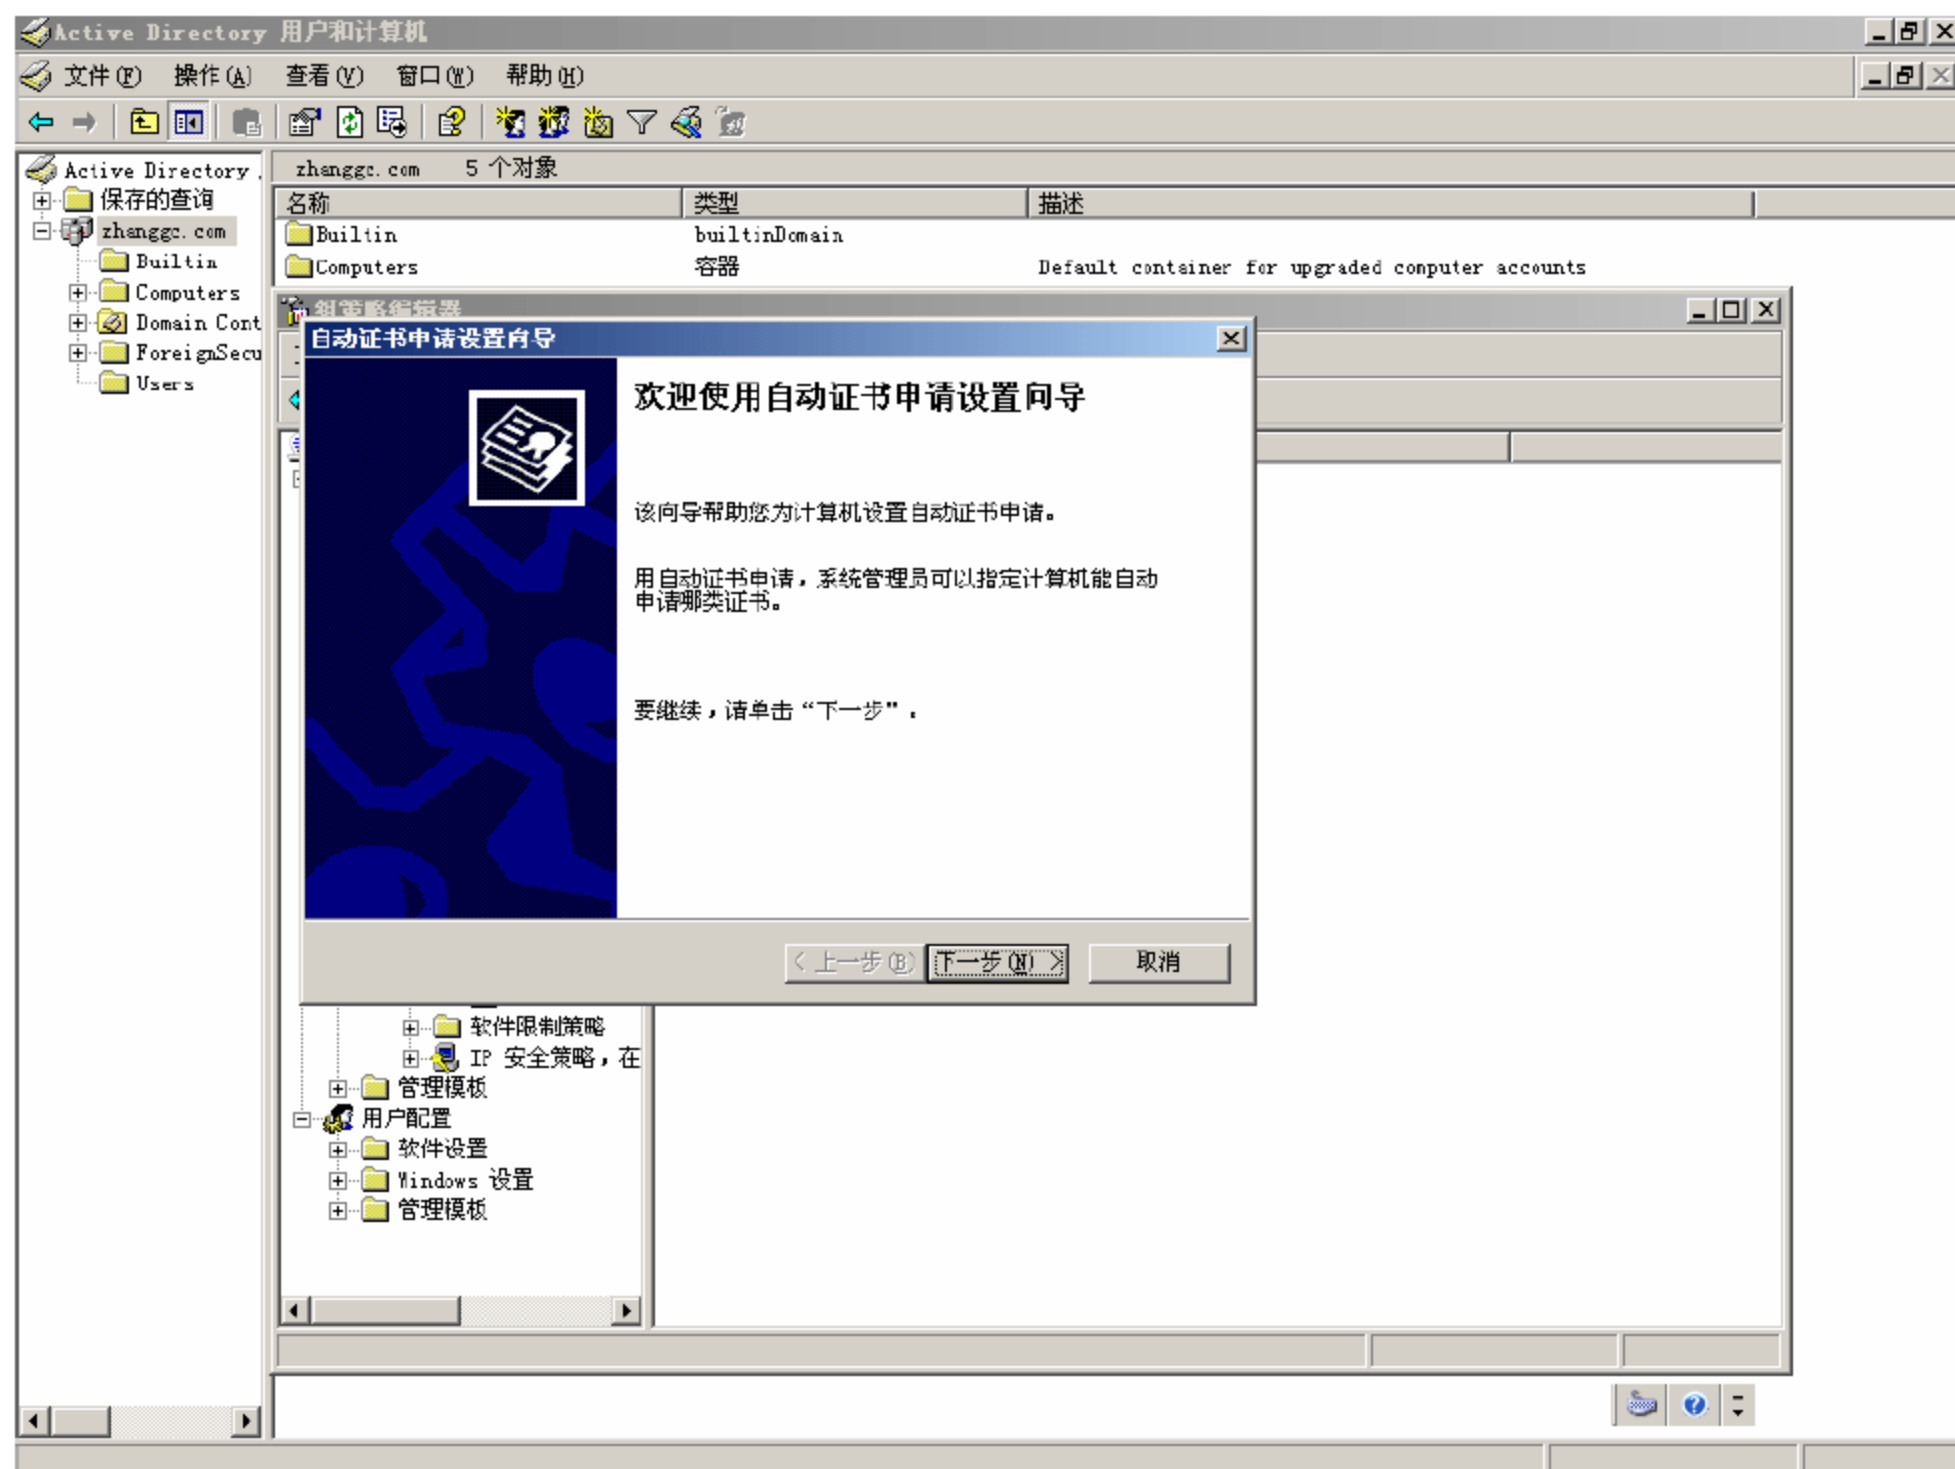 Active Directory 用户和计算机
文件(F) 操作(A) 查看(V) 窗口(W) 帮助(H)
Active Directory
zhanggc.com 5 个对象
保存的查询
zhanggc.com
Builtin
Computers
Domain Cont
ForeignSecu
Users
名称 类型 描述
Builtin builtinDomain
Computers 容器 Default container for upgraded computer accounts
组策略编辑器
自动证书申请设置向导
欢迎使用自动证书申请设置向导
该向导帮助您为计算机设置自动证书申请。
用自动证书申请，系统管理员可以指定计算机能自动
申请哪类证书。
要继续，请单击“下一步”。
< 上一步(B) 下一步(N) > 取消
软件限制策略
IP 安全策略，在
管理模板
用户配置
软件设置
Windows 设置
管理模板